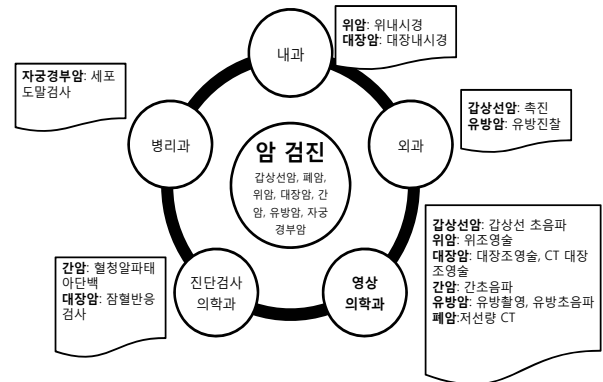 위암: 위내시경
대장암: 대장내시경
내과
자궁경부암: 세포
도말검사
갑상선암: 촉진
유방암: 유방진찰
병리과
외과
암 검진
갑상선암, 폐암,
위암, 대장암, 간
암, 유방암, 자궁
경부암
갑상선암: 갑상선 초음파
위암: 위조영술
대장암: 대장조영술, CT 대장
조영술
간암: 간초음파
유방암: 유방촬영, 유방초음파
폐암:저선량 CT
간암: 혈청알파태
아단백
대장암: 잠혈반응
검사
진단검사
의학과
영상
의학과